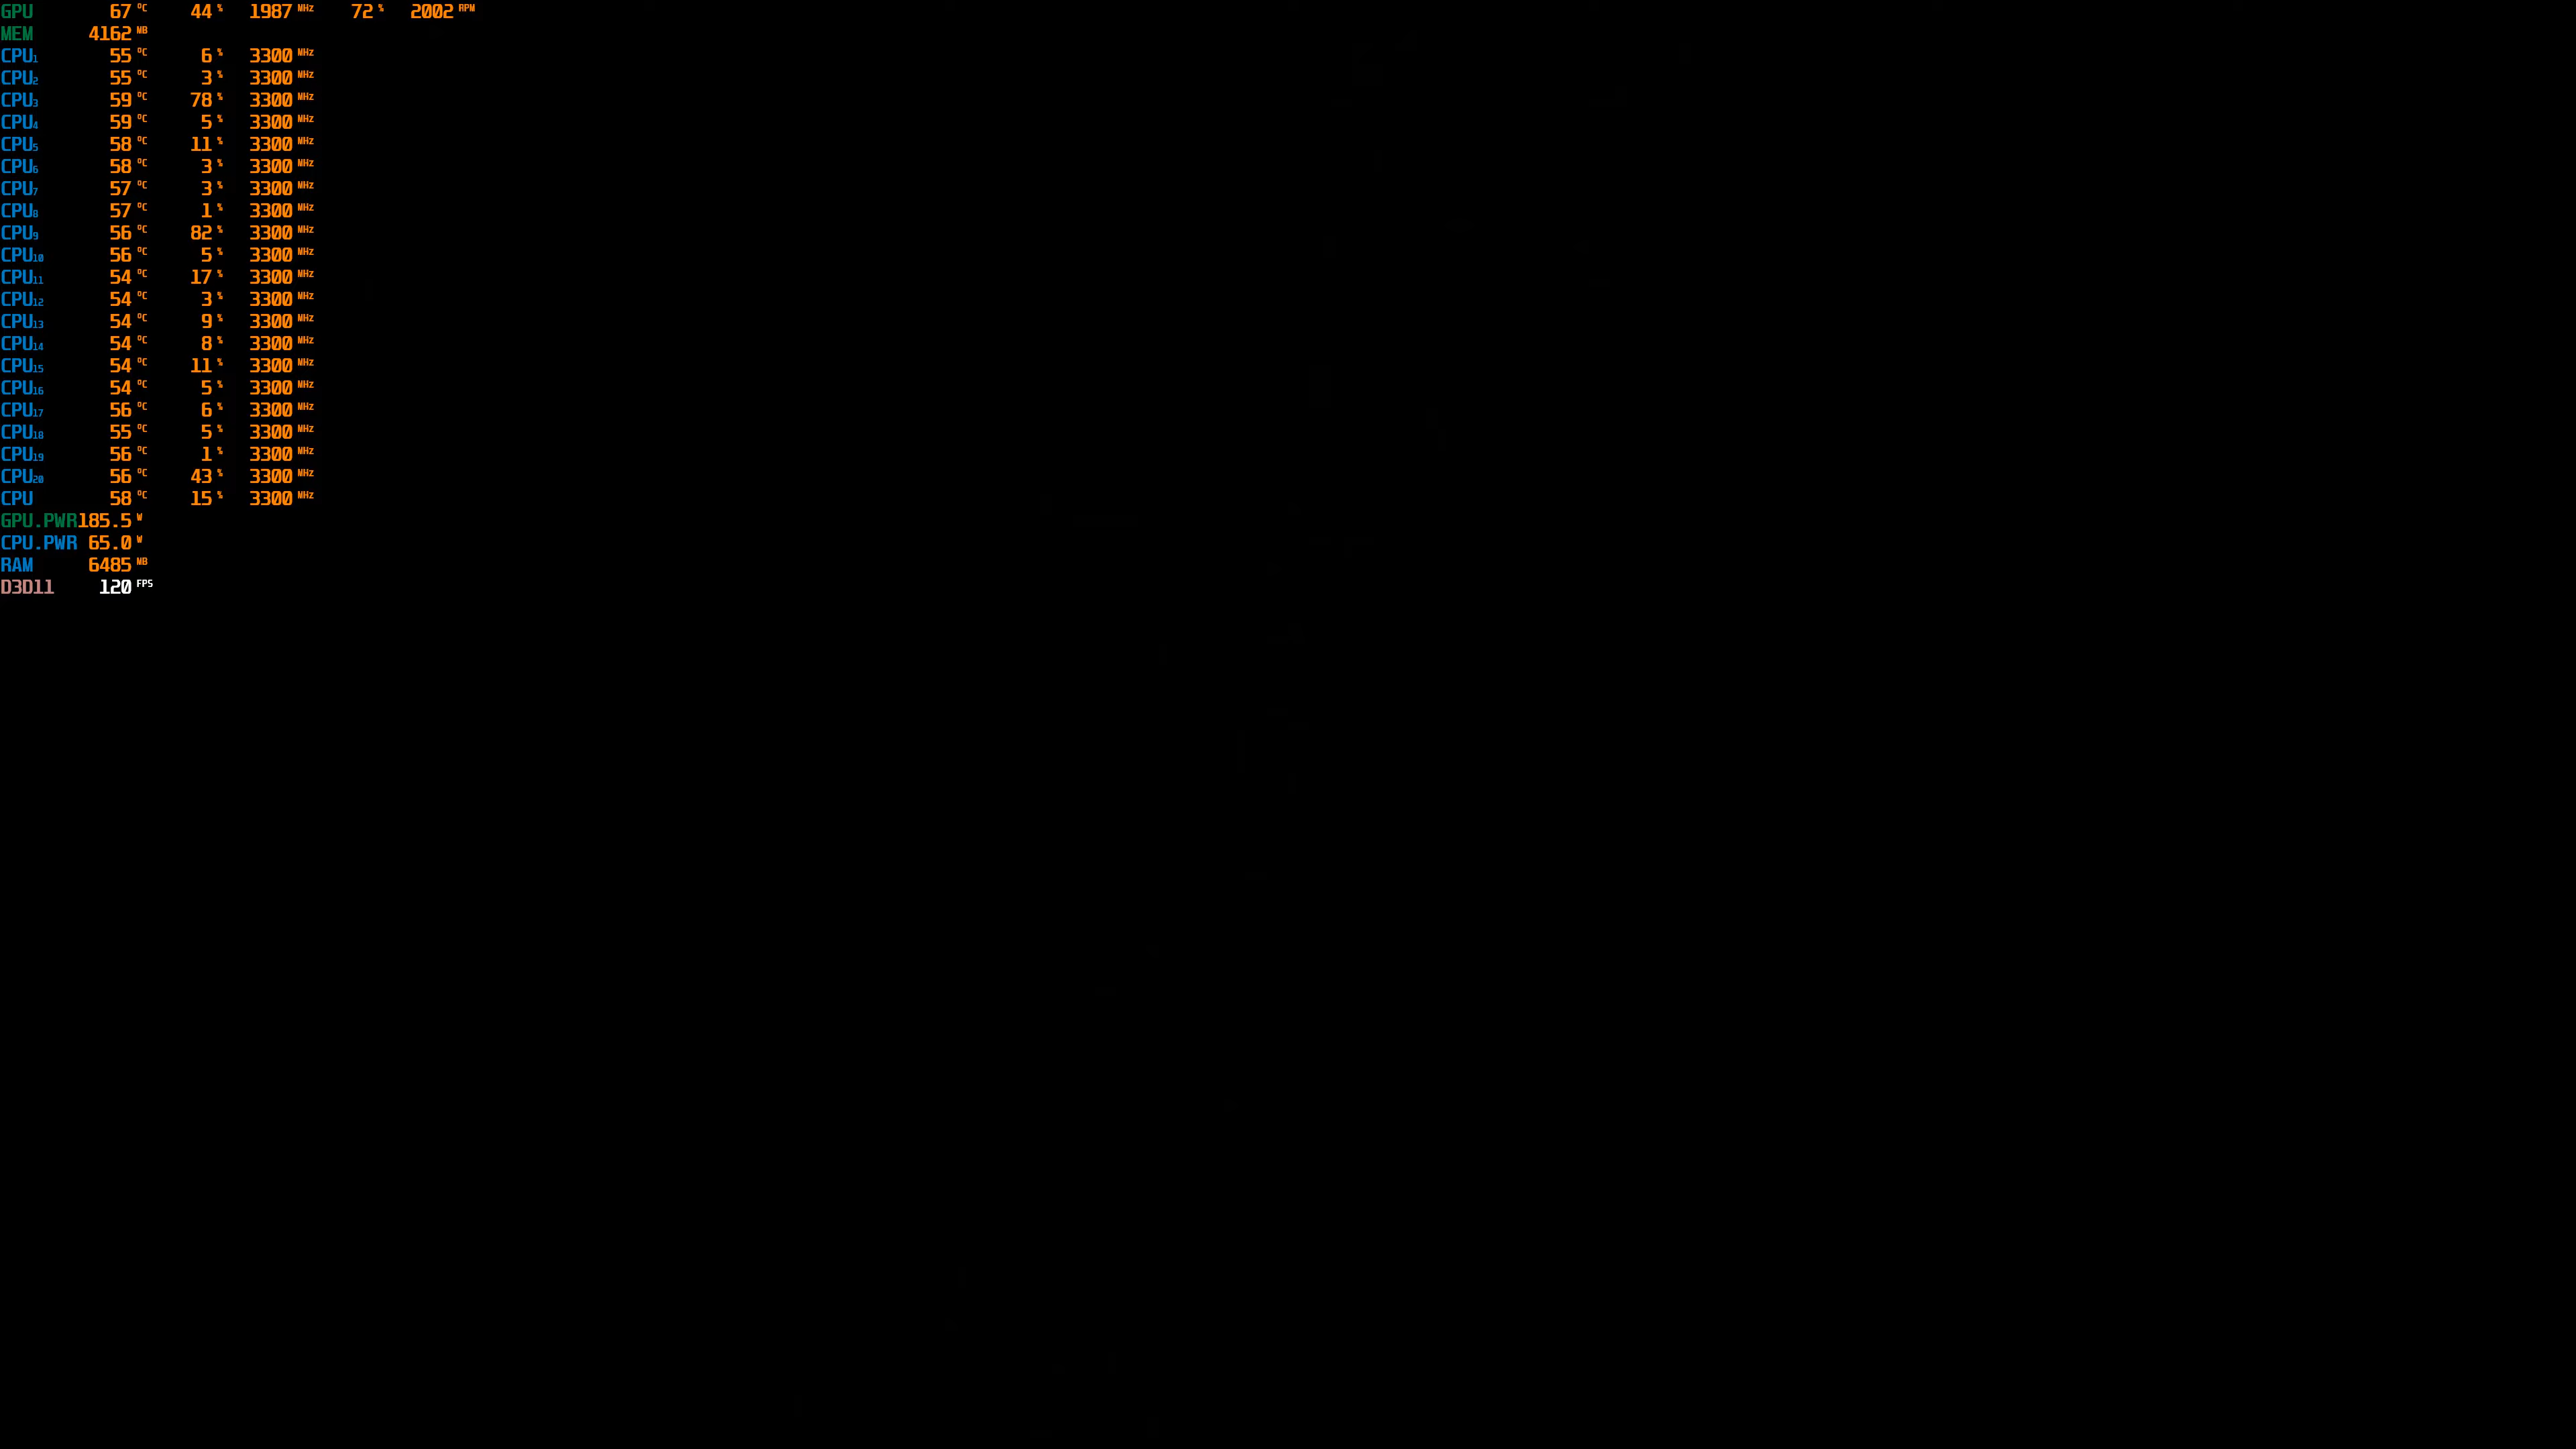 GPU 67 °C 44 % 1987 MHz 72 % 2002 RPM
MEM 4162 MB
CPU1 55 °C 6 % 3300 MHz
CPU2 55 °C 3 % 3300 MHz
CPU3 59 °C 78 % 3300 MHz
CPU4 59 °C 5 % 3300 MHz
CPU5 58 °C 11 % 3300 MHz
CPU6 58 °C 3 % 3300 MHz
CPU7 57 °C 3 % 3300 MHz
CPU8 57 °C 1 % 3300 MHz
CPU9 56 °C 82 % 3300 MHz
CPU10 56 °C 5 % 3300 MHz
CPU11 54 °C 17 % 3300 MHz
CPU12 54 °C 3 % 3300 MHz
CPU13 54 °C 9 % 3300 MHz
CPU14 54 °C 8 % 3300 MHz
CPU15 54 °C 11 % 3300 MHz
CPU16 54 °C 5 % 3300 MHz
CPU17 56 °C 6 % 3300 MHz
CPU18 55 °C 5 % 3300 MHz
CPU19 56 °C 1 % 3300 MHz
CPU20 56 °C 43 % 3300 MHz
CPU 58 °C 15 % 3300 MHz
GPU.PWR 185.5 W
CPU.PWR 65.0 W
RAM 6485 MB
D3D11 120 FPS